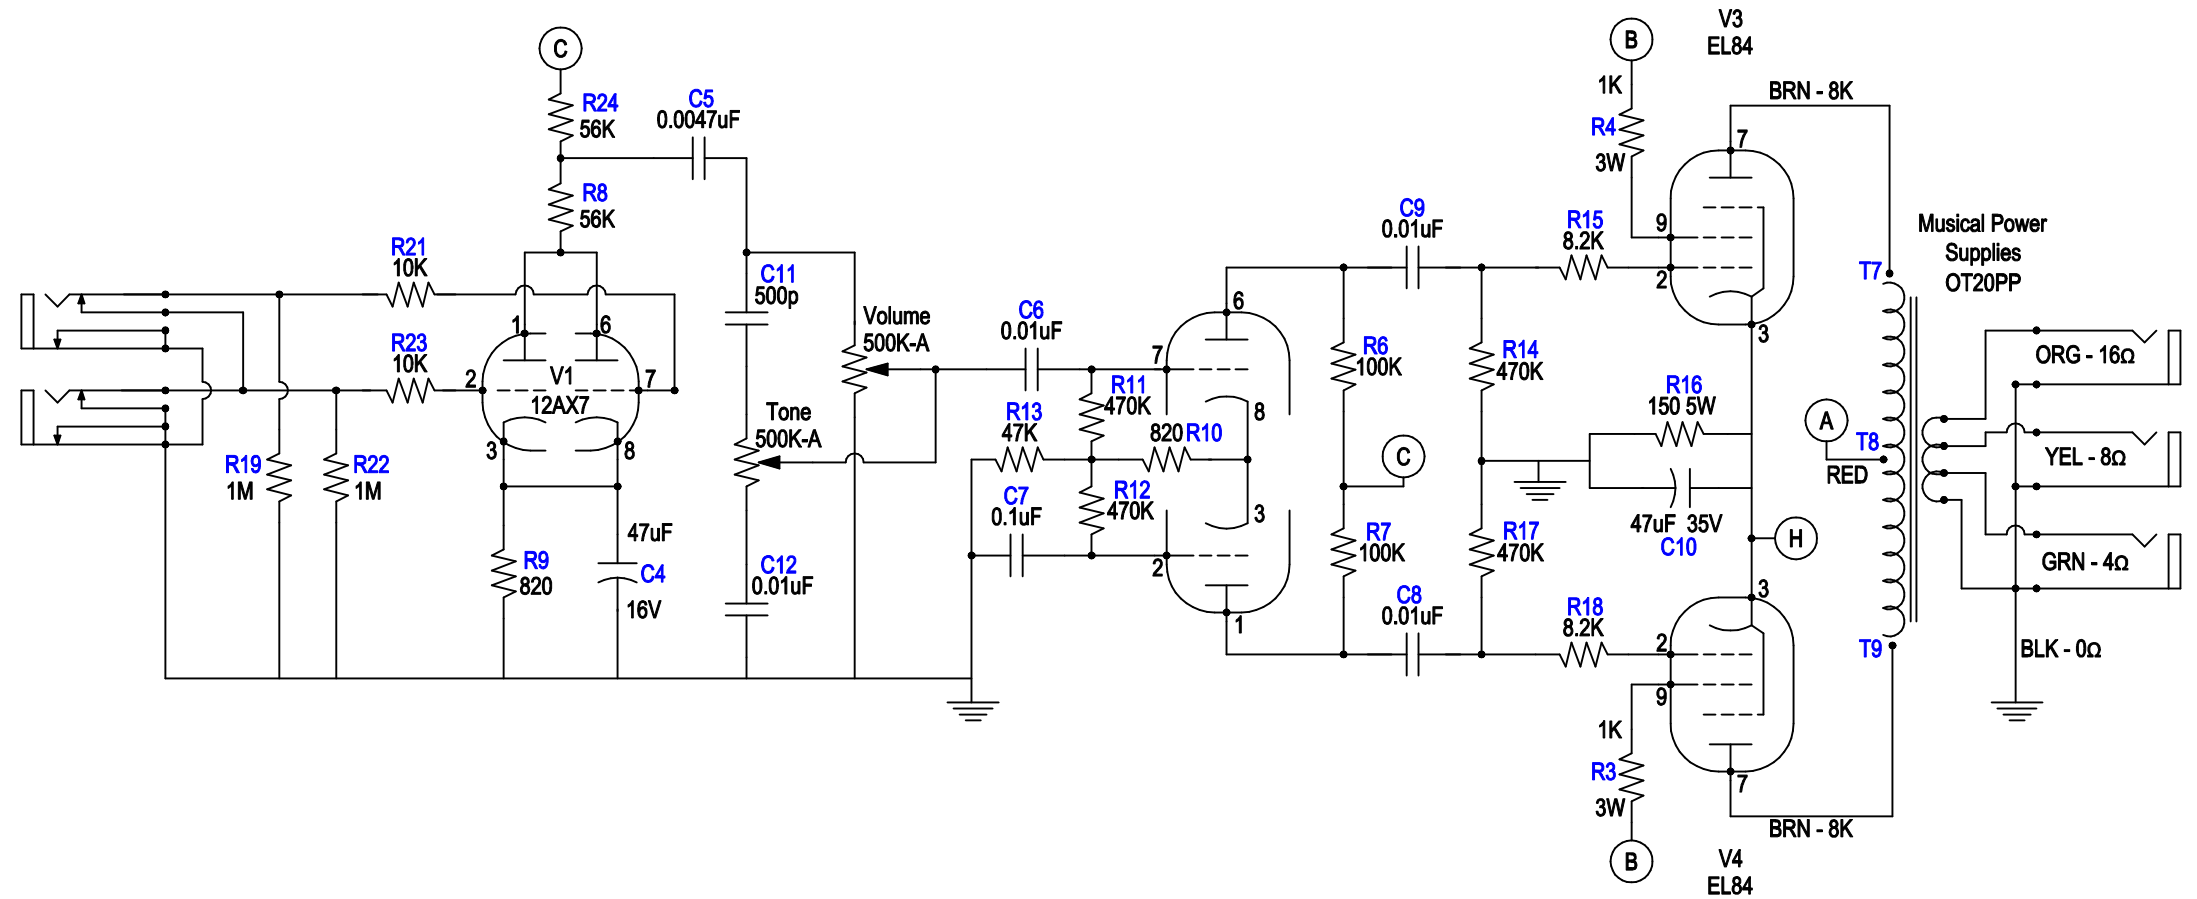 C
R24
56K
C5
0.0047uF
R8
56K
R21
10K
R23
10K
1
6
2
7
V1
12AX7
3
8
R19
1M
R22
1M
R9
820
47uF
C4
16V
C11
500p
Volume
500K-A
Tone
500K-A
C12
0.01uF
C6
0.01uF
R13
47K
R11
470K
820 R10
C7
0.1uF
R12
470K
6
7
8
3
2
1
R6
100K
C
R7
100K
C9
0.01uF
R14
470K
R17
470K
C8
0.01uF
B
1K
R4
3W
R15
8.2K
V3
EL84
BRN - 8K
7
9
2
3
R16
150 5W
47uF 35V
C10
H
A
RED
R18
8.2K
3
2
9
7
1K
R3
3W
B
BRN - 8K
V4
EL84
Musical Power
Supplies
OT20PP
T7
T8
T9
ORG - 16Ω
YEL - 8Ω
GRN - 4Ω
BLK - 0Ω